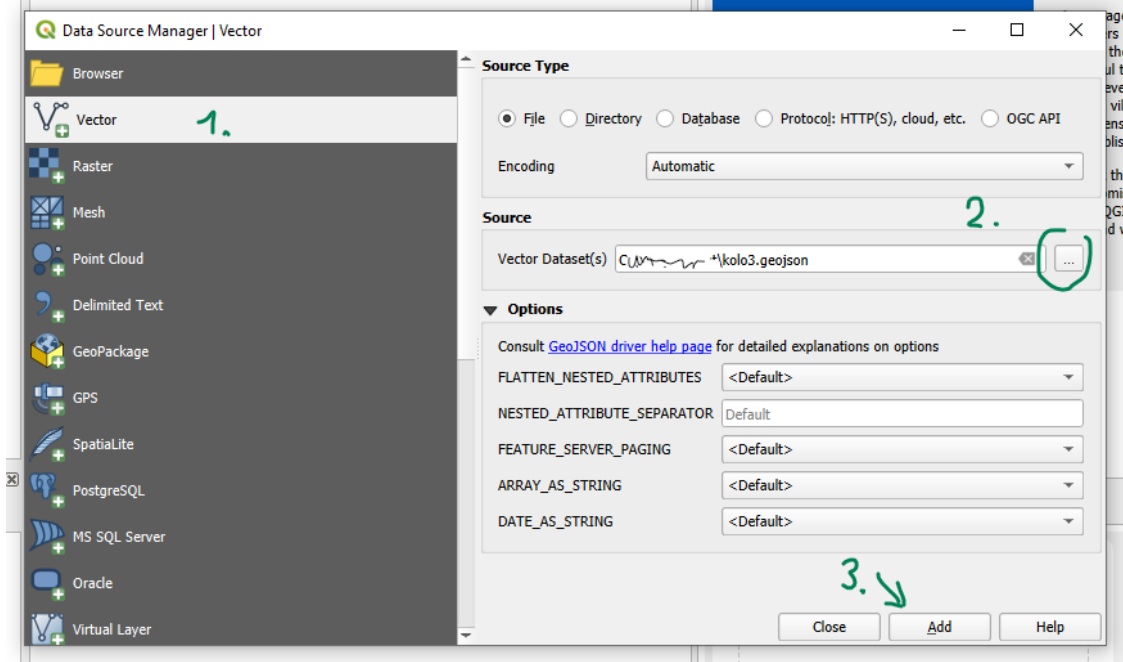 Data Source Manager | Vector
Browser
Vector
1.
Raster
Mesh
Point Cloud
Delimited Text
GeoPackage
GPS
SpatiaLite
PostgreSQL
MS SQL Server
Oracle
Virtual Layer
Source Type
File Directory Database Protocol: HTTP(S), cloud, etc. OGC API
Encoding Automatic
2.
Source
Vector Dataset(s) \kolo3.geojson ...
Options
Consult GeoJSON driver help page for detailed explanations on options
FLATTEN_NESTED_ATTRIBUTES <Default>
NESTED_ATTRIBUTE_SEPARATOR Default
FEATURE_SERVER_PAGING <Default>
ARRAY_AS_STRING <Default>
DATE_AS_STRING <Default>
3.
Close Add Help